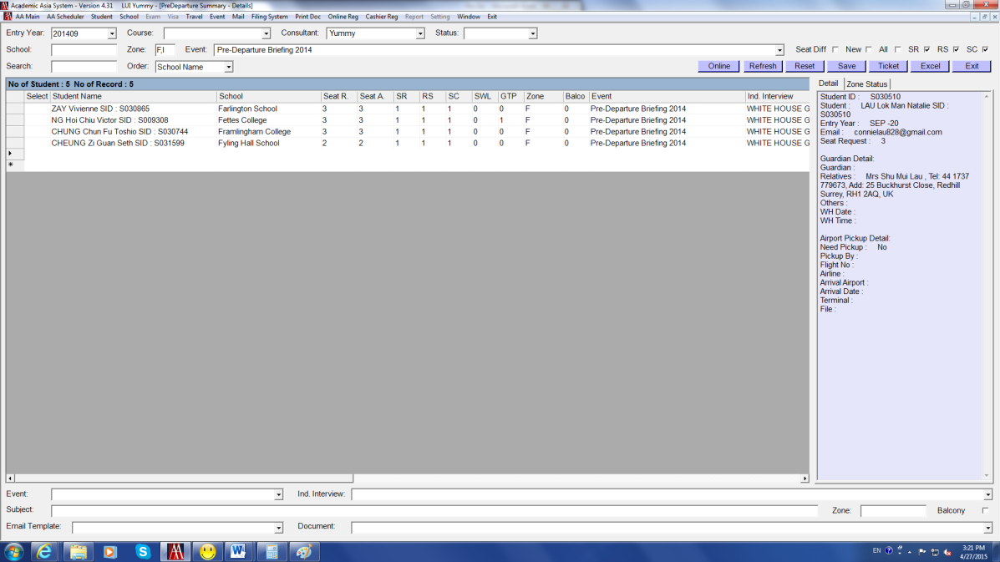 Academic Asia System - Version 4.31 LUI Yummy - [PreDeparture Summary - Details]
AA Main AA Scheduler Student School Exam Visa Travel Event Mail Filing System Print Doc Online Reg Cashier Reg Report Setting Window Exit
Entry Year: 201409 Course: Consultant: Yummy Status:
School: Zone: F,I Event: Pre-Departure Briefing 2014 Seat Diff New All SR RS SC
Search: Order: School Name Online Refresh Reset Save Ticket Excel Exit
No of Student : 5 No of Record : 5
Select Student Name School Seat R. Seat A. SR RS SC SWL GTP Zone Balco Event Ind. Interview
ZAY Vivienne SID : S030865 Farlington School 3 3 1 1 1 0 0 F 0 Pre-Departure Briefing 2014 WHITE HOUSE G
NG Hoi Chiu Victor SID : S009308 Fettes College 3 3 1 1 1 0 1 F 0 Pre-Departure Briefing 2014 WHITE HOUSE G
CHUNG Chun Fu Toshio SID : S030744 Framlingham College 3 3 1 1 1 0 0 F 0 Pre-Departure Briefing 2014 WHITE HOUSE G
CHEUNG Zi Guan Seth SID : S031599 Fyling Hall School 2 2 1 1 1 0 0 F 0 Pre-Departure Briefing 2014 WHITE HOUSE G
Detail Zone Status
Student ID : S030510
Student : LAU Lok Man Natalie SID :
S030510
Entry Year : SEP -20
Email : connielau828@gmail.com
Seat Request : 3
Guardian Detail:
Guardian :
Relatives : Mrs Shu Mui Lau , Tel: 44 1737
779673, Add: 25 Buckhurst Close, Redhill
Surrey, RH1 2AQ, UK
Others :
WH Date :
WH Time :
Airport Pickup Detail:
Need Pickup : No
Pickup By :
Flight No :
Airline :
Arrival Airport :
Arrival Date :
Terminal :
File :
Event: Ind. Interview:
Subject: Zone: Balcony
Email Template: Document:
EN 3:21 PM
4/27/2015